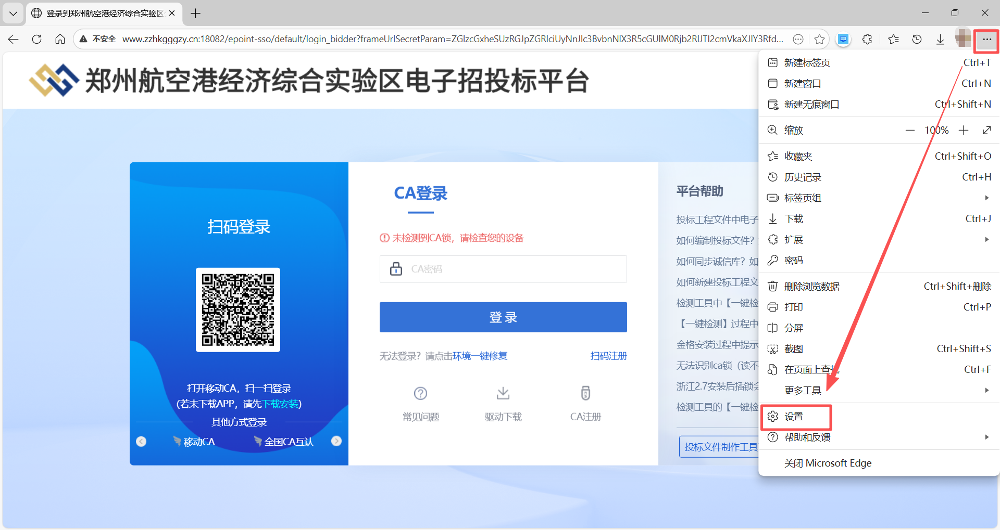 登录到郑州航空港经济综合实验区
不安全 www.zzhkgggzy.cn:18082/epoint-sso/default/login_bidder?frameUrlSecretParam=ZGlzcGxheSUzRGJpZGRlciUyNnJlc3BvbnNlX3R5cGUlM0Rjb2RlJTI2cmVkaXJlY3Rfd...
郑州航空港经济综合实验区电子招投标平台
扫码登录
打开移动CA，扫一扫登录
(若未下载APP，请先下载安装)
其他方式登录
移动CA 全国CA互认
CA登录
未检测到CA锁，请检查您的设备
CA密码
登 录
无法登录？请点击环境一键修复 扫码注册
常见问题 驱动下载 CA注册
平台帮助
投标工程文件中电子
如何编制投标文件？
如何同步诚信库？如
如何新建投标工程文
检测工具中【一键检
【一键检测】过程中
金格安装过程中提示
无法识别ca锁（读不
浙江2.7安装后插锁会
检测工具的【一键检
投标文件制作工具
新建标签页 Ctrl+T
新建窗口 Ctrl+N
新建无痕窗口 Ctrl+Shift+N
缩放 100%
收藏夹 Ctrl+Shift+O
历史记录 Ctrl+H
标签页组
下载 Ctrl+J
扩展
密码
删除浏览数据 Ctrl+Shift+删除
打印 Ctrl+P
分屏
截图 Ctrl+Shift+S
在页面上查找 Ctrl+F
更多工具
设置
帮助和反馈
关闭 Microsoft Edge